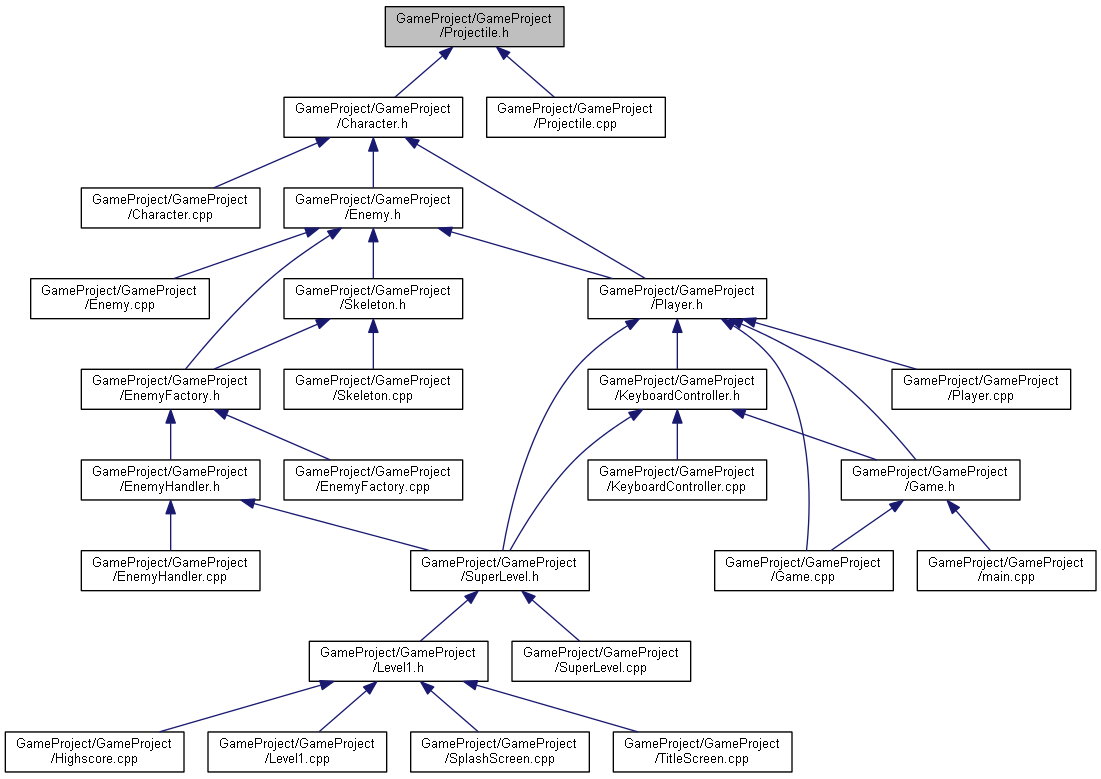 GameProject/GameProject
/Projectile.h
GameProject/GameProject
/Character.h
GameProject/GameProject
/Projectile.cpp
GameProject/GameProject
/Character.cpp
GameProject/GameProject
/Enemy.h
GameProject/GameProject
/Enemy.cpp
GameProject/GameProject
/Skeleton.h
GameProject/GameProject
/Player.h
GameProject/GameProject
/EnemyFactory.h
GameProject/GameProject
/Skeleton.cpp
GameProject/GameProject
/KeyboardController.h
GameProject/GameProject
/Player.cpp
GameProject/GameProject
/EnemyHandler.h
GameProject/GameProject
/EnemyFactory.cpp
GameProject/GameProject
/KeyboardController.cpp
GameProject/GameProject
/Game.h
GameProject/GameProject
/EnemyHandler.cpp
GameProject/GameProject
/SuperLevel.h
GameProject/GameProject
/Game.cpp
GameProject/GameProject
/main.cpp
GameProject/GameProject
/Level1.h
GameProject/GameProject
/SuperLevel.cpp
GameProject/GameProject
/Highscore.cpp
GameProject/GameProject
/Level1.cpp
GameProject/GameProject
/SplashScreen.cpp
GameProject/GameProject
/TitleScreen.cpp